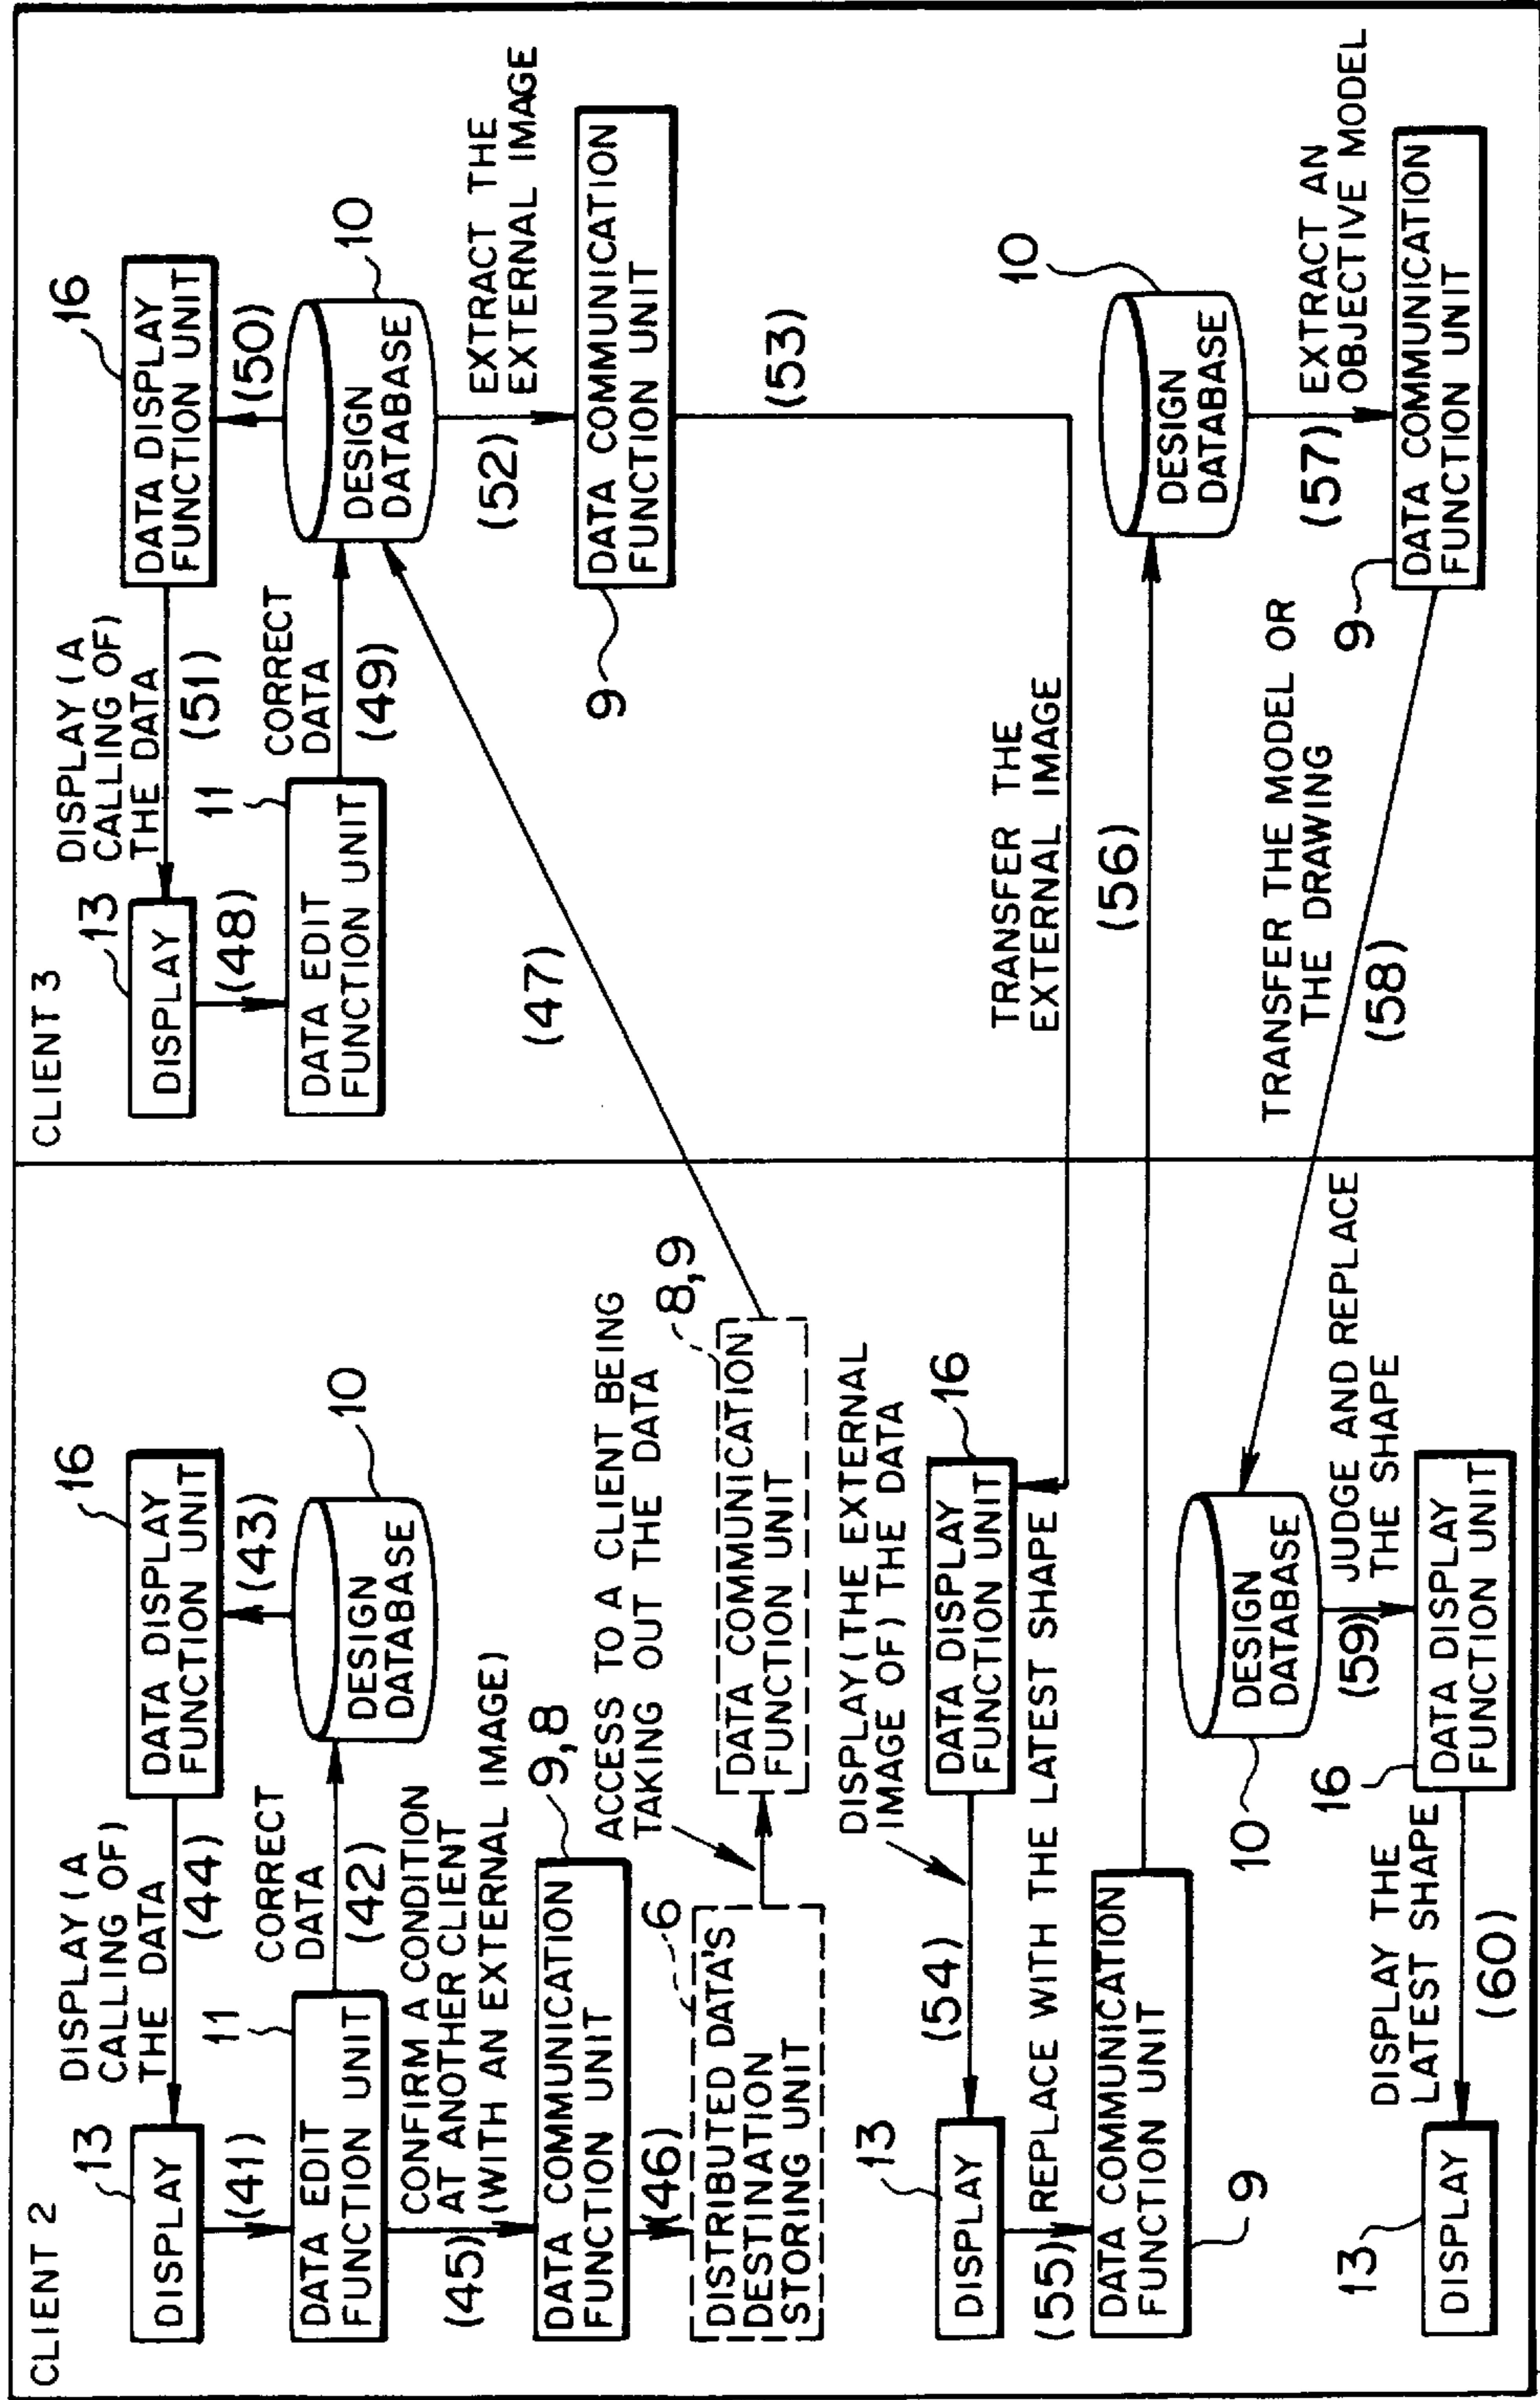 CLIENT 2
13
DISPLAY
(41)
DISPLAY (A
CALLING OF)
THE DATA
(44)
16
DATA DISPLAY
FUNCTION UNIT
(43)
11
DATA EDIT
FUNCTION UNIT
CORRECT
DATA
(42)
10
DESIGN
DATABASE
(45)
CONFIRM A CONDITION
AT ANOTHER CLIENT
(WITH AN EXTERNAL IMAGE)
9,8
DATA COMMUNICATION
FUNCTION UNIT
(46)
6
DISTRIBUTED DATA'S
DESTINATION
STORING UNIT
ACCESS TO A CLIENT BEING
TAKING OUT THE DATA
8,9
DATA COMMUNICATION
FUNCTION UNIT
DISPLAY (THE EXTERNAL
IMAGE OF) THE DATA
13
DISPLAY
(54)
16
DATA DISPLAY
FUNCTION UNIT
(55)
REPLACE WITH THE LATEST SHAPE
DATA COMMUNICATION
FUNCTION UNIT
9
10
DESIGN
DATABASE
(59)
JUDGE AND REPLACE
THE SHAPE
13
DISPLAY
DISPLAY THE
LATEST SHAPE
(60)
16
DATA DISPLAY
FUNCTION UNIT
CLIENT 3
13
DISPLAY
(48)
DISPLAY (A
CALLING OF)
THE DATA
(51)
16
DATA DISPLAY
FUNCTION UNIT
(50)
11
DATA EDIT
FUNCTION UNIT
CORRECT
DATA
(49)
10
DESIGN
DATABASE
(47)
(52)
EXTRACT THE
EXTERNAL IMAGE
9
DATA COMMUNICATION
FUNCTION UNIT
(53)
TRANSFER THE
EXTERNAL IMAGE
(56)
10
DESIGN
DATABASE
(57)
EXTRACT AN
OBJECTIVE MODEL
TRANSFER THE MODEL OR
THE DRAWING
(58)
9
DATA COMMUNICATION
FUNCTION UNIT